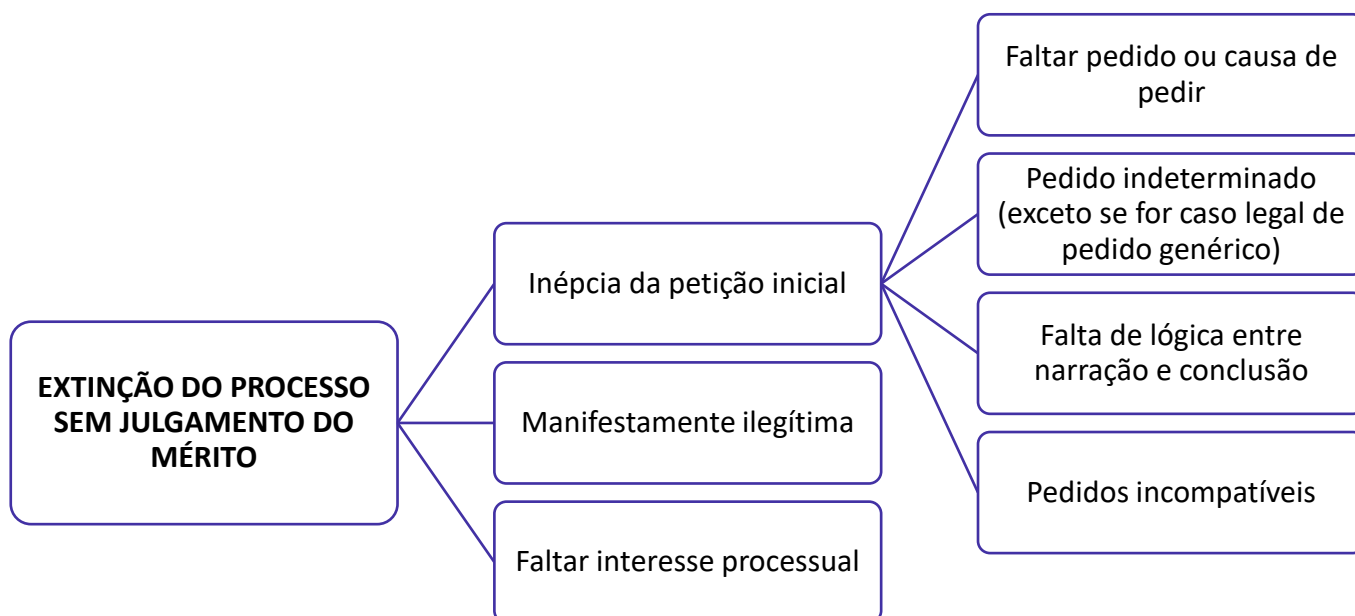 EXTINÇÃO DO PROCESSO
SEM JULGAMENTO DO
MÉRITO
Inépcia da petição inicial
Manifestamente ilegítima
Faltar interesse processual
Faltar pedido ou causa de
pedir
Pedido indeterminado
(exceto se for caso legal de
pedido genérico)
Falta de lógica entre
narração e conclusão
Pedidos incompatíveis